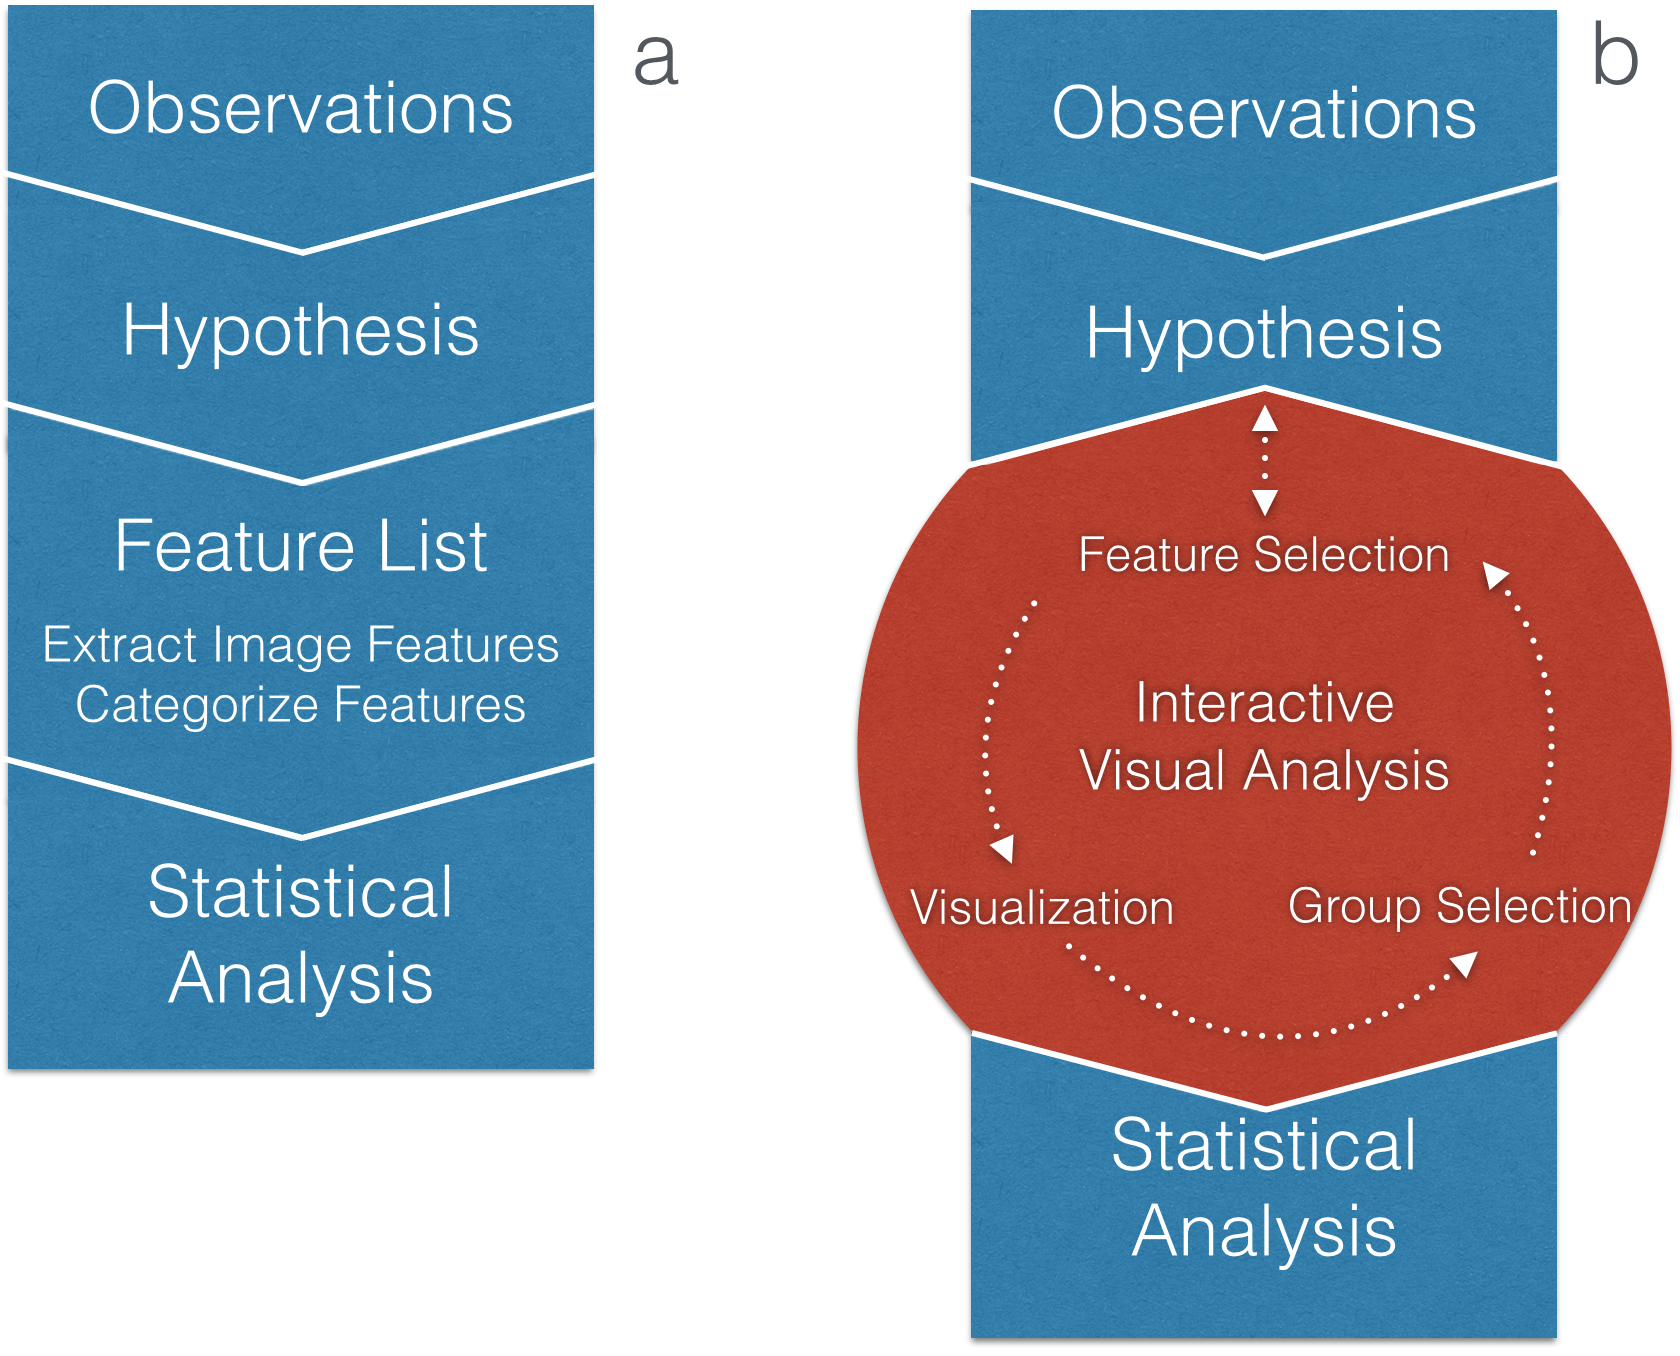 a
Observations
Hypothesis
Feature List
Extract Image Features
Categorize Features
Statistical
Analysis
b
Observations
Hypothesis
Feature Selection
Interactive
Visual Analysis
Visualization
Group Selection
Statistical
Analysis